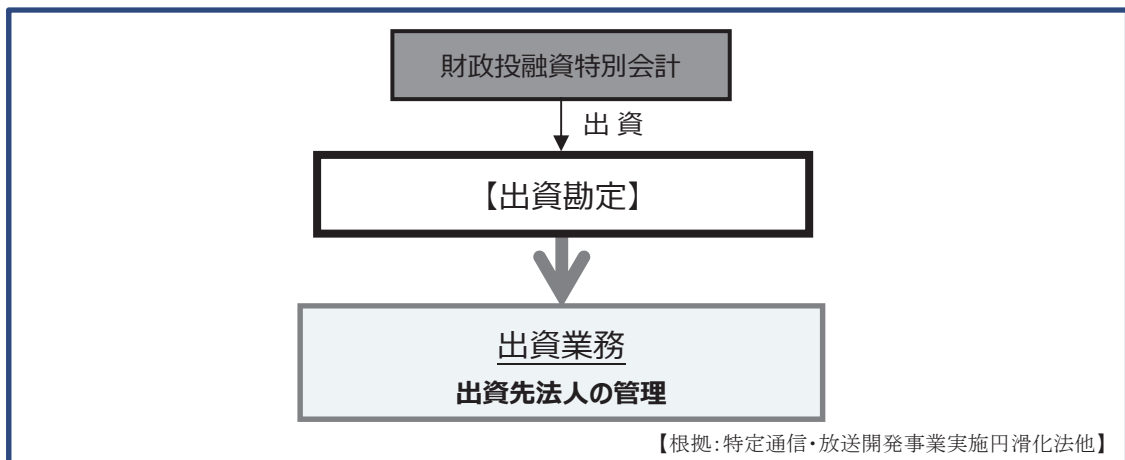 財政投融資特別会計
出 資
【出資勘定】
出資業務
出資先法人の管理
【根拠:特定通信・放送開発事業実施円滑化法他】